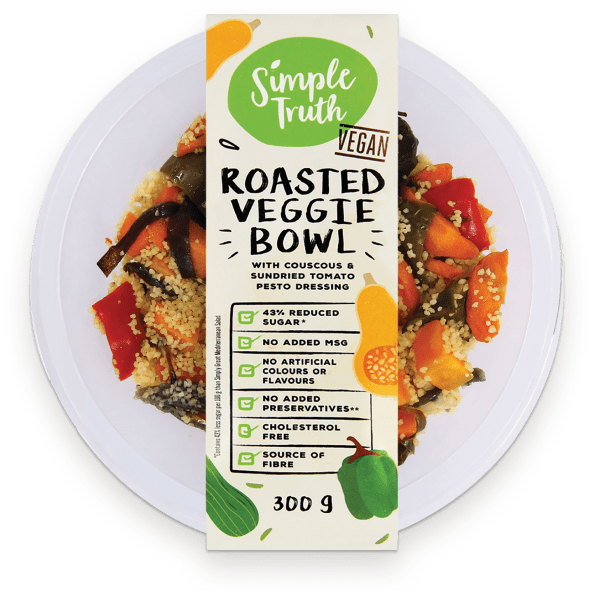 Simple
Truth
VEGAN
ROASTED
VEGGIE
BOWL
WITH COUSCOUS &
SUNDRIED TOMATO
PESTO DRESSING
43% REDUCED
SUGAR*
NO ADDED MSG
NO ARTIFICIAL
COLOURS OR
FLAVOURS
NO ADDED
PRESERVATIVES**
CHOLESTEROL
FREE
SOURCE OF
FIBRE
300 g